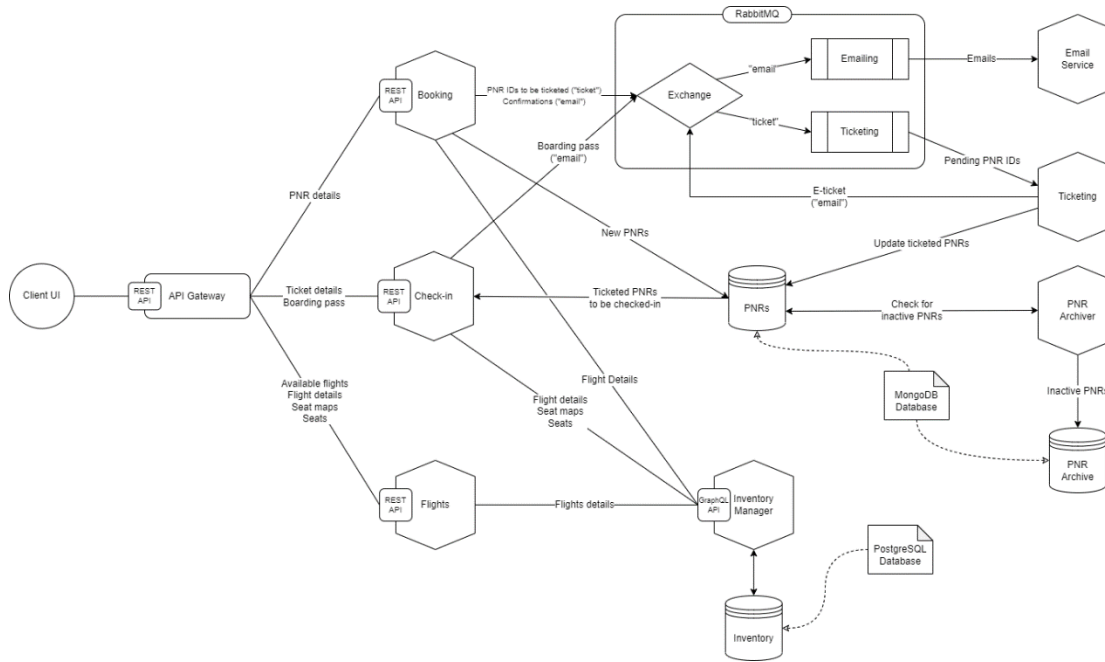 RabbitMQ
REST
API
Booking
PNR IDs to be ticketed ("ticket")
Confirmations ("email")
Exchange
"email"
Emailing
Emails
Email
Service
"ticket"
Ticketing
Boarding pass
("email")
Pending PNR IDs
E-ticket
("email")
Ticketing
PNR details
New PNRs
Update ticketed PNRs
Client UI
REST
API
API Gateway
Ticket details
Boarding pass
REST
API
Check-in
Ticketed PNRs
to be checked-in
PNRs
Check for
inactive PNRs
PNR
Archiver
Available flights
Flight details
Seat maps
Seats
Flight Details
Flight details
Seat maps
Seats
MongoDB
Database
Inactive PNRs
PNR
Archive
REST
API
Flights
Flights details
GraphQL
API
Inventory
Manager
PostgreSQL
Database
Inventory